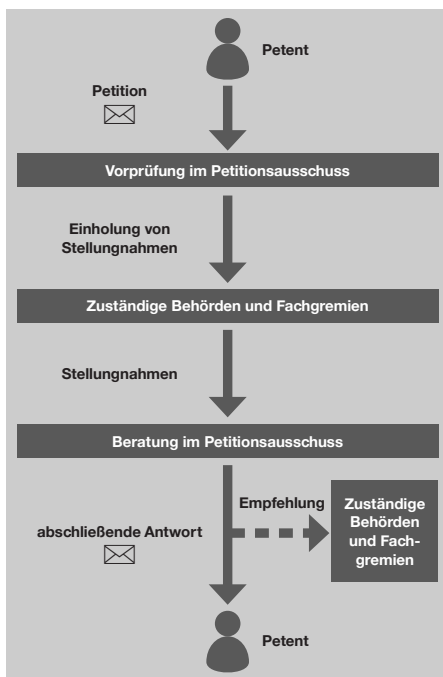 Petent
Petition
Vorprüfung im Petitionsausschuss
Einholung von
Stellungnahmen
Zuständige Behörden und Fachgremien
Stellungnahmen
Beratung im Petitionsausschuss
Empfehlung
Zuständige
Behörden
und Fach-
gremien
abschließende Antwort
Petent